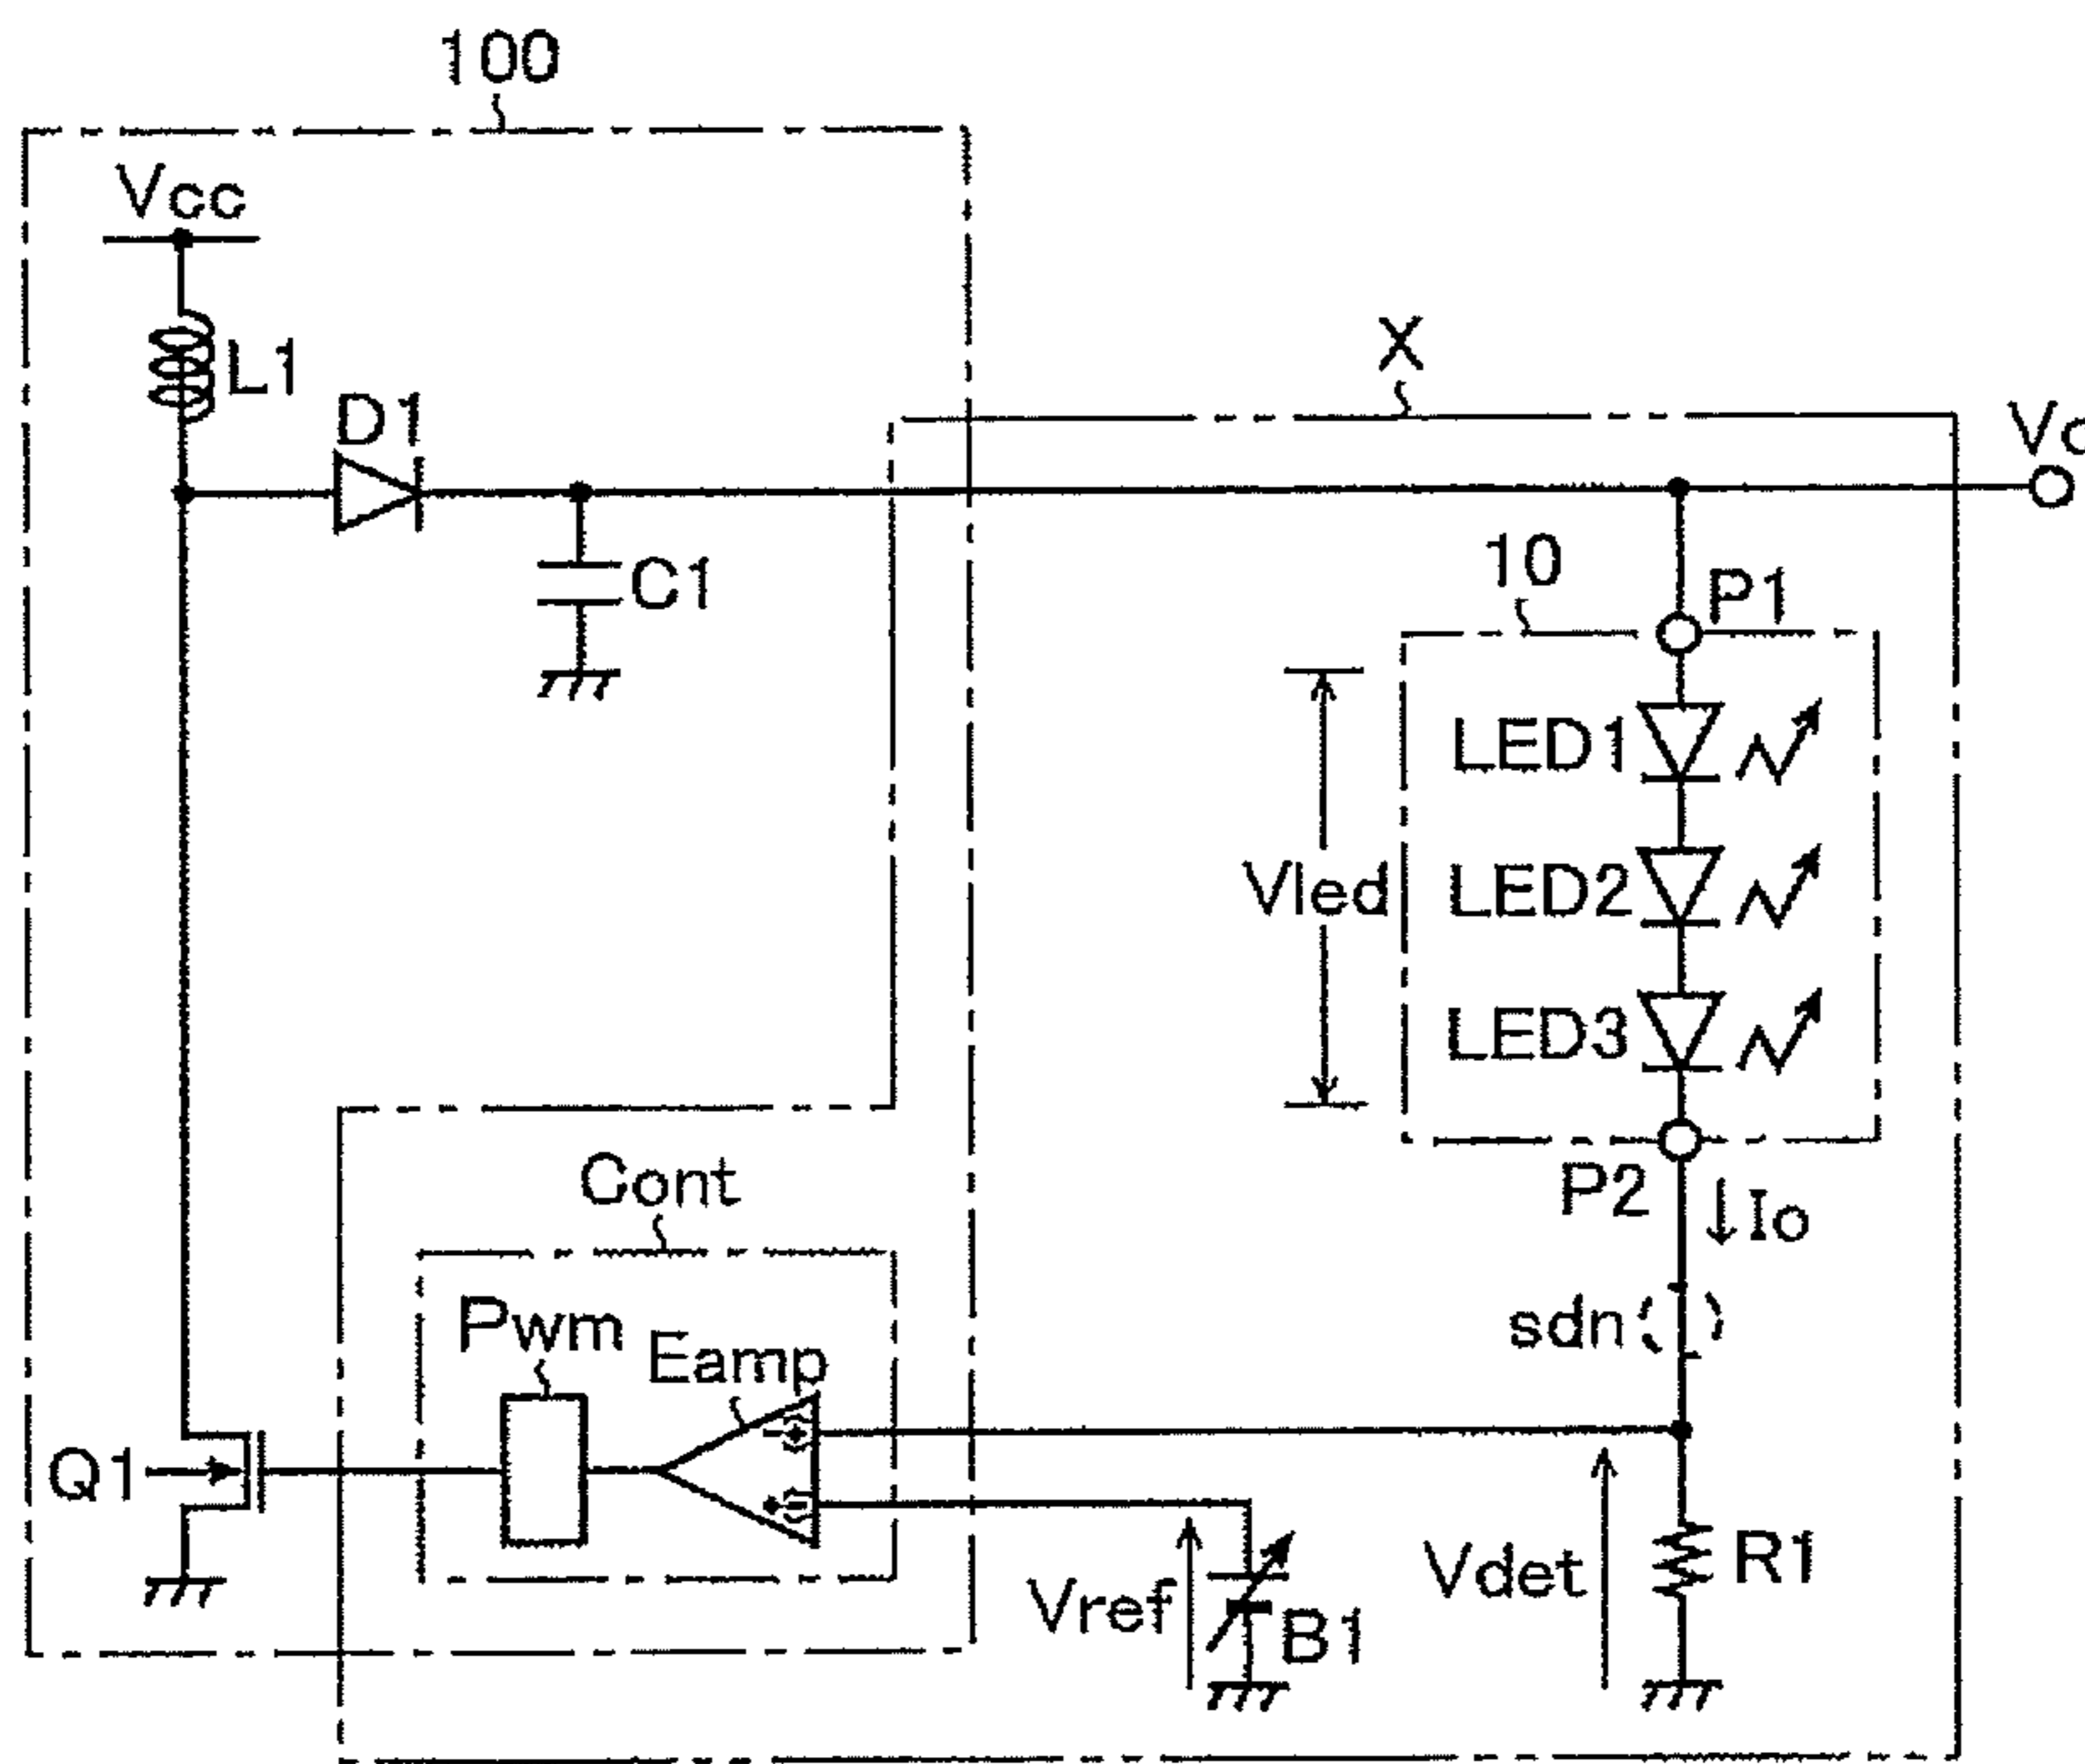 100
Vcc
L1
D1
X
C1
10
P1
LED1
Vled
LED2
LED3
P2
Io
Cont
Pwm
Eamp
sdn
Q1
Vref
B1
Vdet
R1